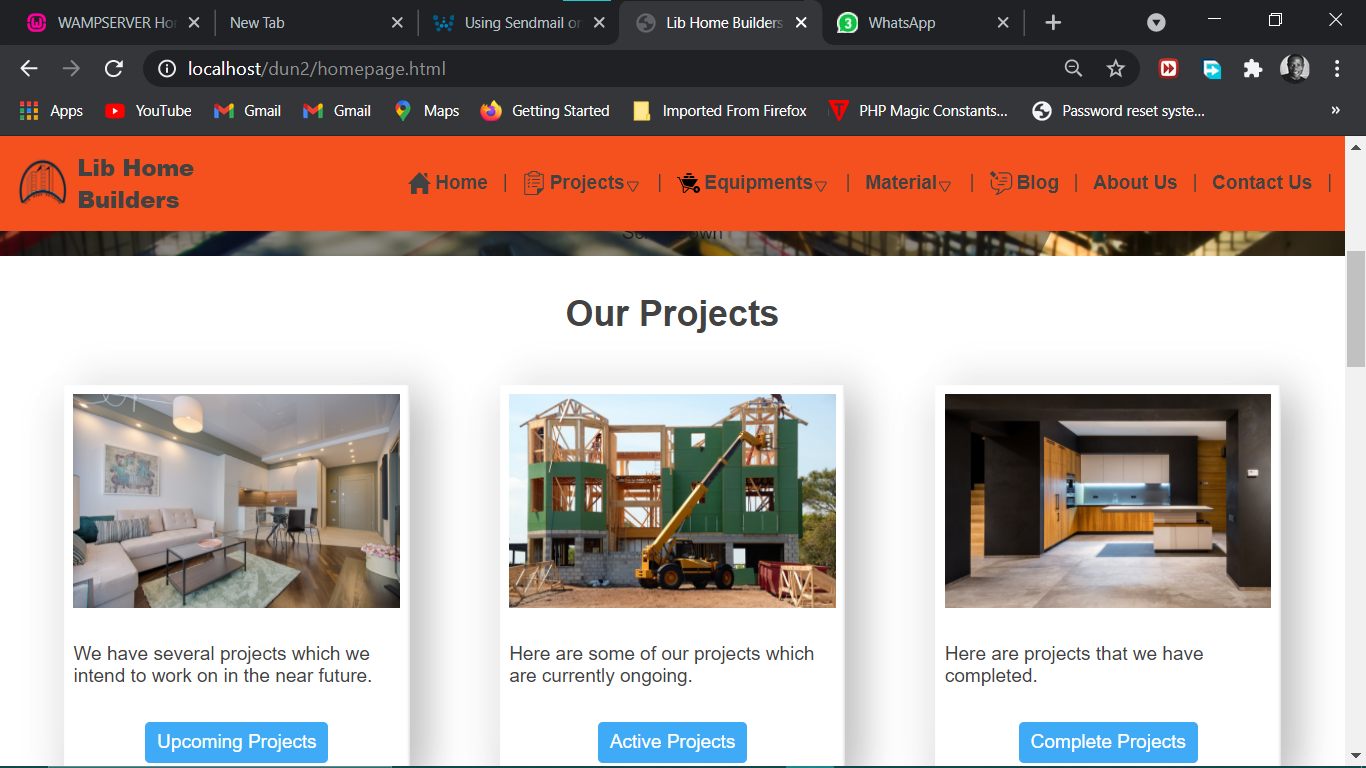 WAMPSERVER Ho
New Tab
Using Sendmail or
Lib Home Builders
3
WhatsApp
localhost/dun2/homepage.html
Apps
YouTube
Gmail
Gmail
Maps
Getting Started
Imported From Firefox
PHP Magic Constants...
Password reset syste...
»
Lib Home
Builders
Home | Projects | Equipments | Material | Blog | About Us | Contact Us |
Our Projects
We have several projects which we
intend to work on in the near future.
Upcoming Projects
Here are some of our projects which
are currently ongoing.
Active Projects
Here are projects that we have
completed.
Complete Projects